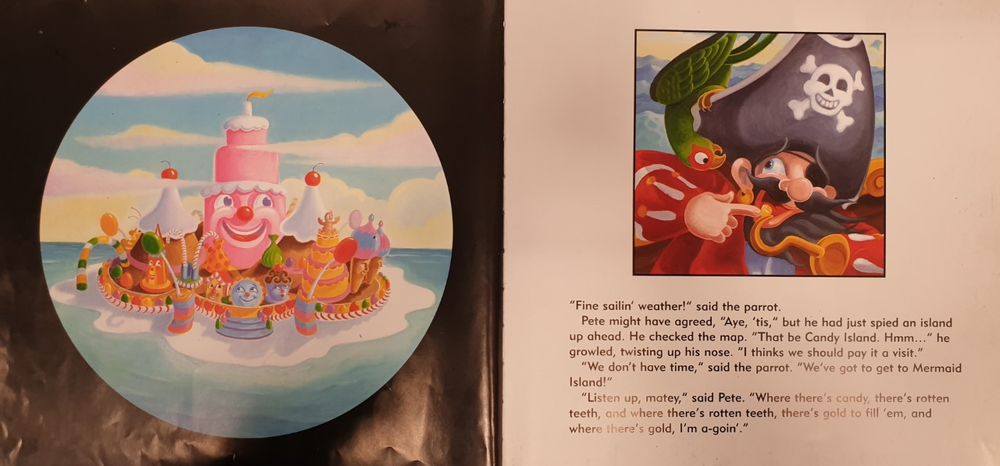 "Fine sailin' weather!" said the parrot.
Pete might have agreed, "Aye, 'tis," but he had just spied an island
up ahead. He checked the map. "That be Candy Island. Hmm..." he
growled, twisting up his nose. "I thinks we should pay it a visit."
"We don't have time," said the parrot. "We've got to get to Mermaid
Island!"
"Listen up, matey," said Pete. "Where there's candy, there's rotten
teeth, and where there's rotten teeth, there's gold to fill 'em, and
where there's gold, I'm a-goin'."